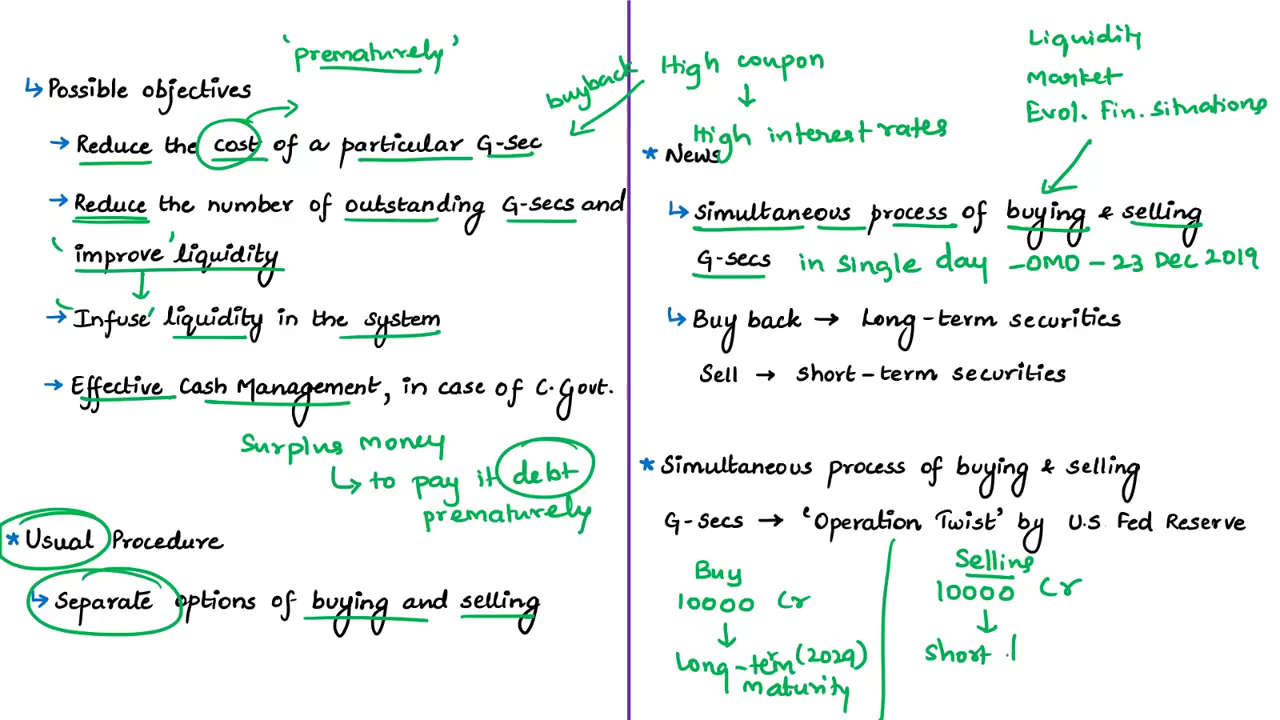 'prematurely'
↳ Possible objectives
→ Reduce the cost of a particular G-sec
→ Reduce the number of outstanding G-secs and
'improve' liquidity
→ 'Infuse' liquidity in the system
→ Effective Cash Management, in case of C.Govt.
Surplus money
↳ to pay it debt
prematurely
* Usual Procedure
↳ Separate options of buying and selling
buyback
High coupon
↓
High interest rates
Liquidity
Market
Evol. Fin. Situations
* News
↳ Simultaneous process of buying & selling
G-secs in single day - OMO - 23 Dec 2019
↳ Buy back → Long-term securities
Sell → short-term securities
* Simultaneous process of buying & selling
G-secs → 'Operation Twist' by U.S Fed Reserve
Buy
10000 Cr
↓
Long-term (2029)
maturity
Selling
10000 Cr
↓
short